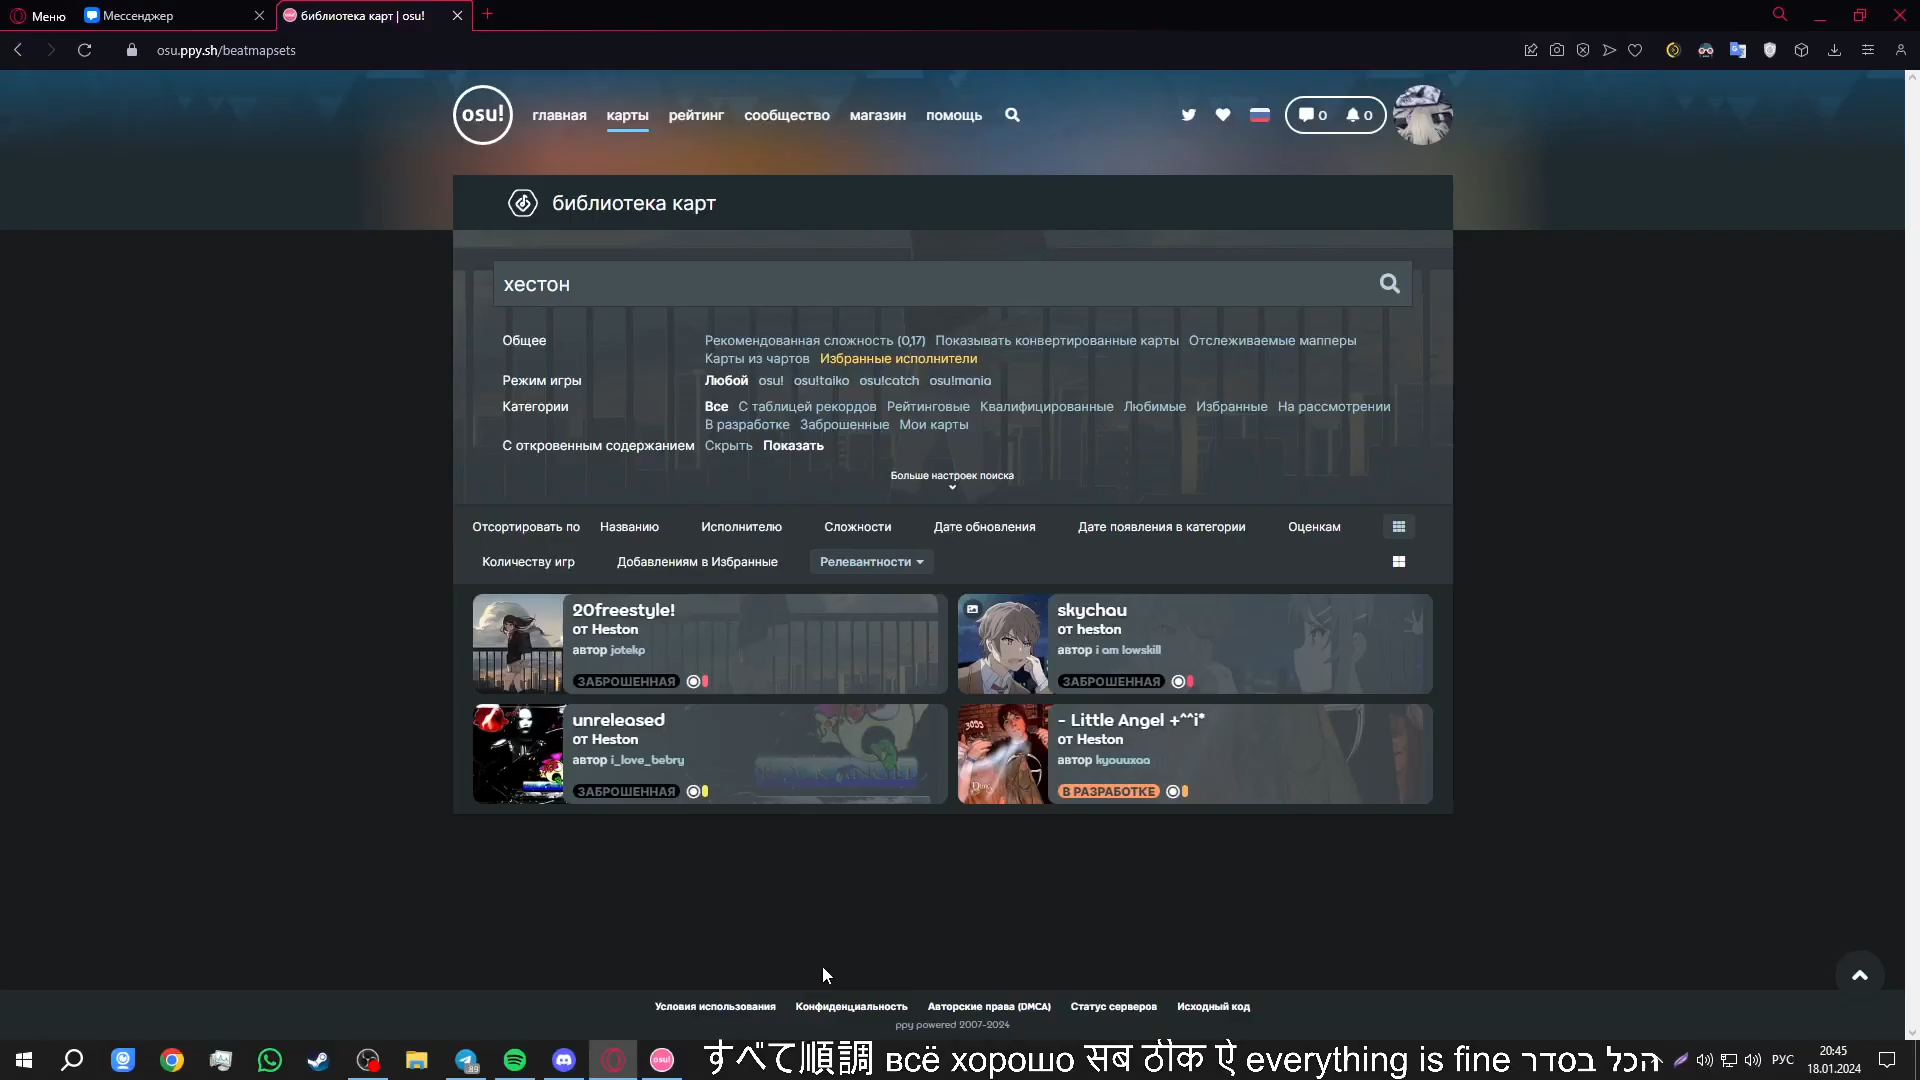 Меню
Мессенджер
библиотека карт | osu!
osu.ppy.sh/beatmapsets
osu!
главная
карты
рейтинг
сообщество
магазин
помощь
0
0
библиотека карт
хестон
Общее
Рекомендованная сложность (0,17) Показывать конвертированные карты Отслеживаемые мапперы
Карты из чартов Избранные исполнители
Режим игры
Любой osu! osu!taiko osu!catch osu!mania
Категории
Все С таблицей рекордов Рейтинговые Квалифицированные Любимые Избранные На рассмотрении
В разработке Заброшенные Мои карты
С откровенным содержанием
Скрыть Показать
Больше настроек поиска
Отсортировать по Названию Исполнителю Сложности Дате обновления Дате появления в категории Оценкам
Количеству игр Добавлениям в Избранные Релевантности
20freestyle!
от Heston
автор jotekp
ЗАБРОШЕННАЯ
skychau
от heston
автор i am lowskill
ЗАБРОШЕННАЯ
unreleased
от Heston
автор i_love_bebry
ЗАБРОШЕННАЯ
- Little Angel +^^i*
от Heston
автор kyouuxaa
В РАЗРАБОТКЕ
Условия использования Конфиденциальность Авторские права (DMCA) Статус серверов Исходный код
ppy powered 2007-2024
89
osu!
すべて順調 всё хорошо सब ठीक ऐ everything is fine הכל בסדר
РУС
20:45
18.01.2024